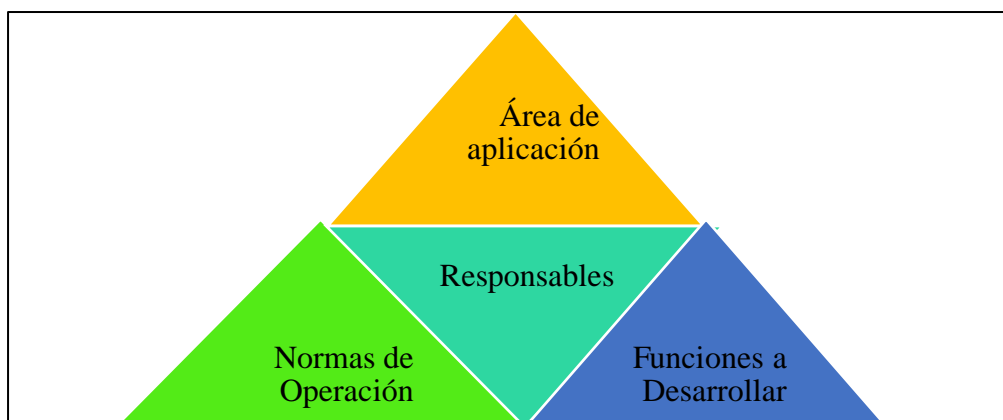 Área de
aplicación
Responsables
Normas de
Operación
Funciones a
Desarrollar